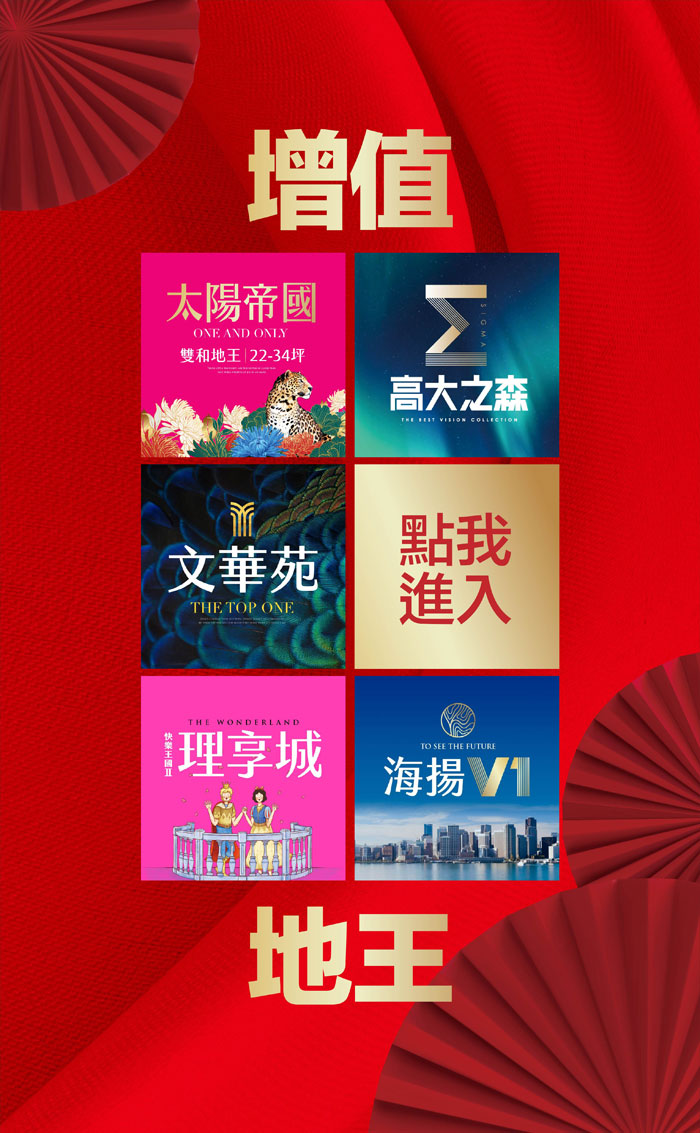 增值
太陽帝國
ONE AND ONLY
雙和地王 | 22-34坪
SIGMA
高大之森
THE BEST VISION COLLECTION
文華苑
THE TOP ONE
點我
進入
THE WONDERLAND
快樂王國II
理享城
TO SEE THE FUTURE
海揚V1
地王